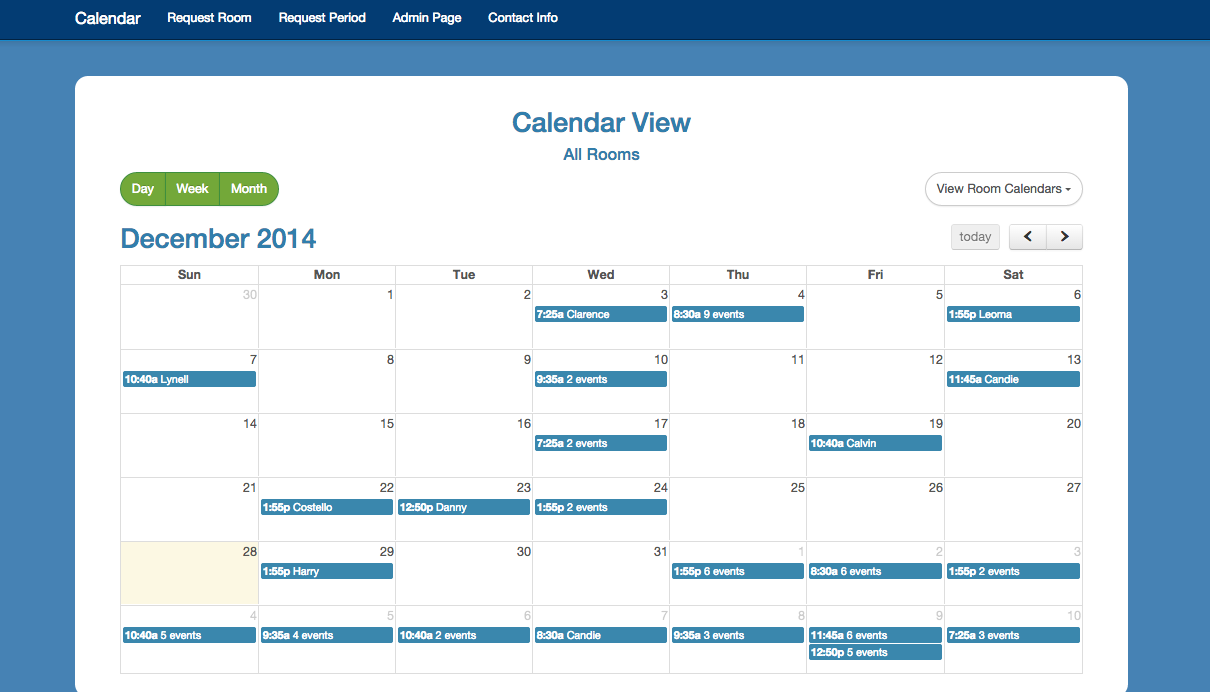 Calendar Request Room Request Period Admin Page Contact Info
Calendar View
All Rooms
Day Week Month View Room Calendars
December 2014 today
Sun Mon Tue Wed Thu Fri Sat
30 1 2 3 4 5 6
7:25a Clarence 8:30a 9 events 1:55p Leoma
7 8 9 10 11 12 13
10:40a Lynell 9:35a 2 events 11:45a Candie
14 15 16 17 18 19 20
7:25a 2 events 10:40a Calvin
21 22 23 24 25 26 27
1:55p Costello 12:50p Danny 1:55p 2 events
28 29 30 31 1 2 3
1:55p Harry 1:55p 6 events 8:30a 6 events 1:55p 2 events
4 5 6 7 8 9 10
10:40a 5 events 9:35a 4 events 10:40a 2 events 8:30a Candie 9:35a 3 events 11:45a 6 events 7:25a 3 events
12:50p 5 events